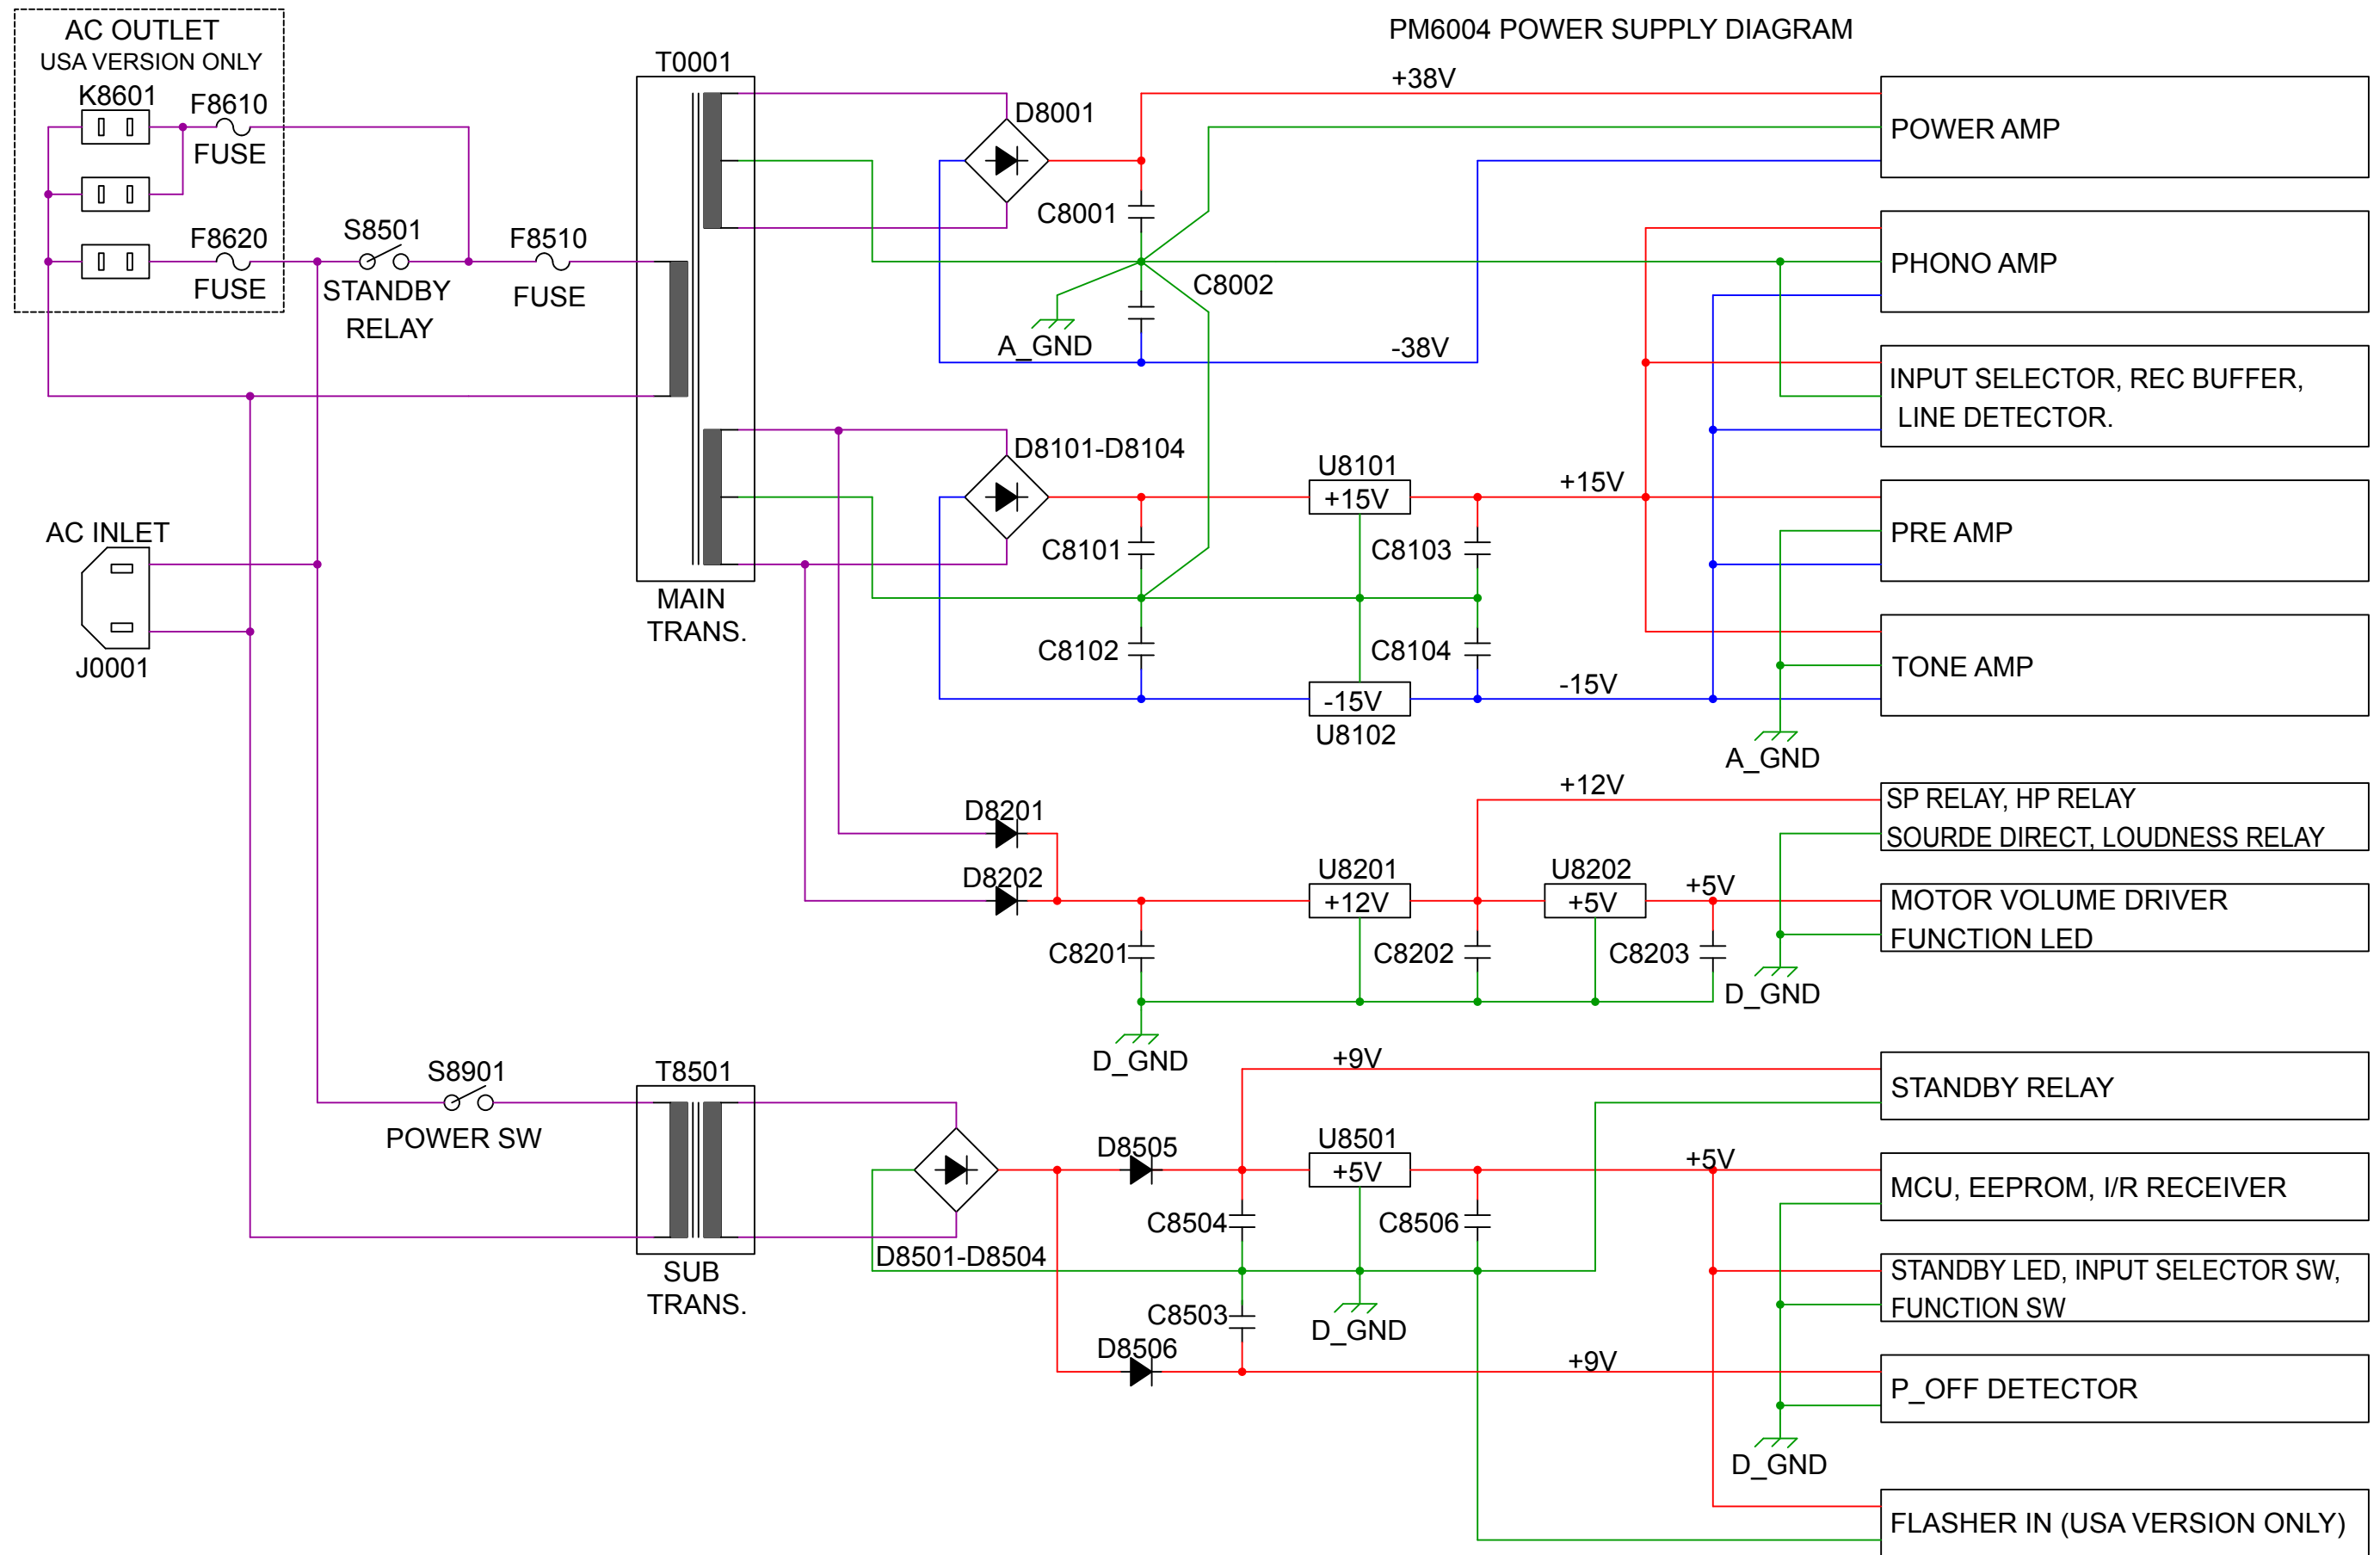 PM6004 POWER SUPPLY DIAGRAM
AC OUTLET
USA VERSION ONLY
K8601
F8610
FUSE
F8620
FUSE
S8501
STANDBY
RELAY
F8510
FUSE
AC INLET
J0001
T0001
MAIN
TRANS.
D8001
C8001
C8002
A_GND
+38V
-38V
D8101-D8104
C8101
C8102
U8101
+15V
C8103
C8104
-15V
U8102
+15V
-15V
A_GND
POWER AMP
PHONO AMP
INPUT SELECTOR, REC BUFFER,
LINE DETECTOR.
PRE AMP
TONE AMP
D8201
D8202
C8201
U8201
+12V
C8202
U8202
+5V
C8203
+12V
+5V
D_GND
D_GND
SP RELAY, HP RELAY
SOURDE DIRECT, LOUDNESS RELAY
MOTOR VOLUME DRIVER
FUNCTION LED
S8901
POWER SW
T8501
SUB
TRANS.
D8501-D8504
D8505
D8506
C8504
C8503
U8501
+5V
C8506
D_GND
+9V
+5V
+9V
D_GND
STANDBY RELAY
MCU, EEPROM, I/R RECEIVER
STANDBY LED, INPUT SELECTOR SW,
FUNCTION SW
P_OFF DETECTOR
FLASHER IN (USA VERSION ONLY)